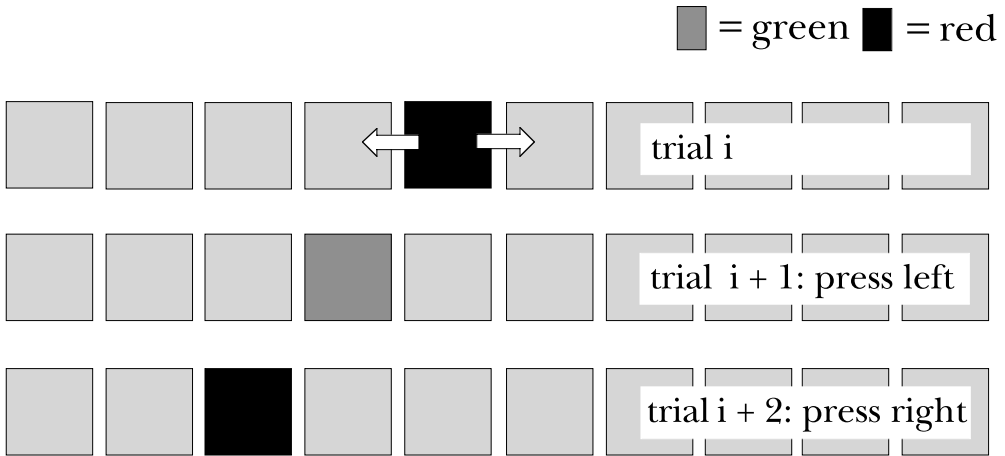 = green = red
trial i
trial i + 1: press left
trial i + 2: press right